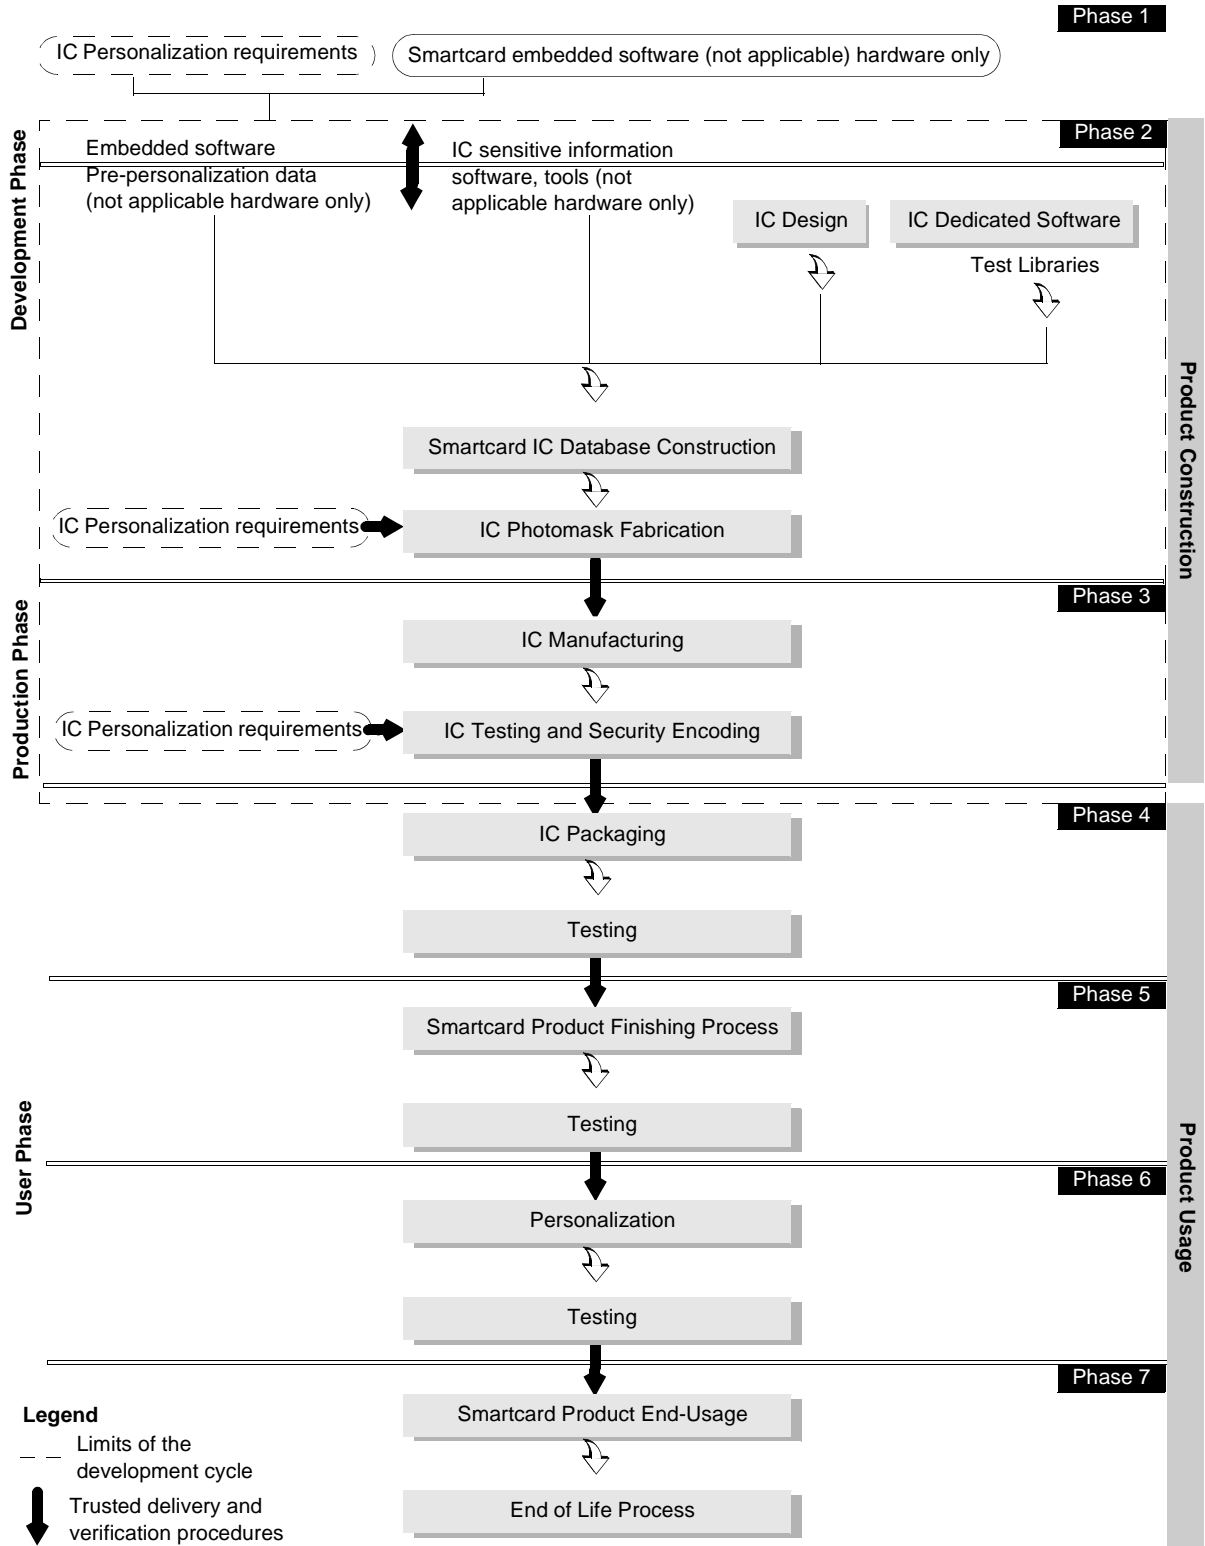 Phase 1
IC Personalization requirements
Smartcard embedded software (not applicable) hardware only
Development Phase
Phase 2
Embedded software
Pre-personalization data
(not applicable hardware only)
IC sensitive information
software, tools (not
applicable hardware only)
IC Design
IC Dedicated Software
Test Libraries
Product Construction
Smartcard IC Database Construction
IC Personalization requirements
IC Photomask Fabrication
Production Phase
Phase 3
IC Manufacturing
IC Personalization requirements
IC Testing and Security Encoding
Phase 4
IC Packaging
Testing
Phase 5
Smartcard Product Finishing Process
Testing
User Phase
Product Usage
Phase 6
Personalization
Testing
Phase 7
Smartcard Product End-Usage
End of Life Process
Legend
Limits of the
development cycle
Trusted delivery and
verification procedures